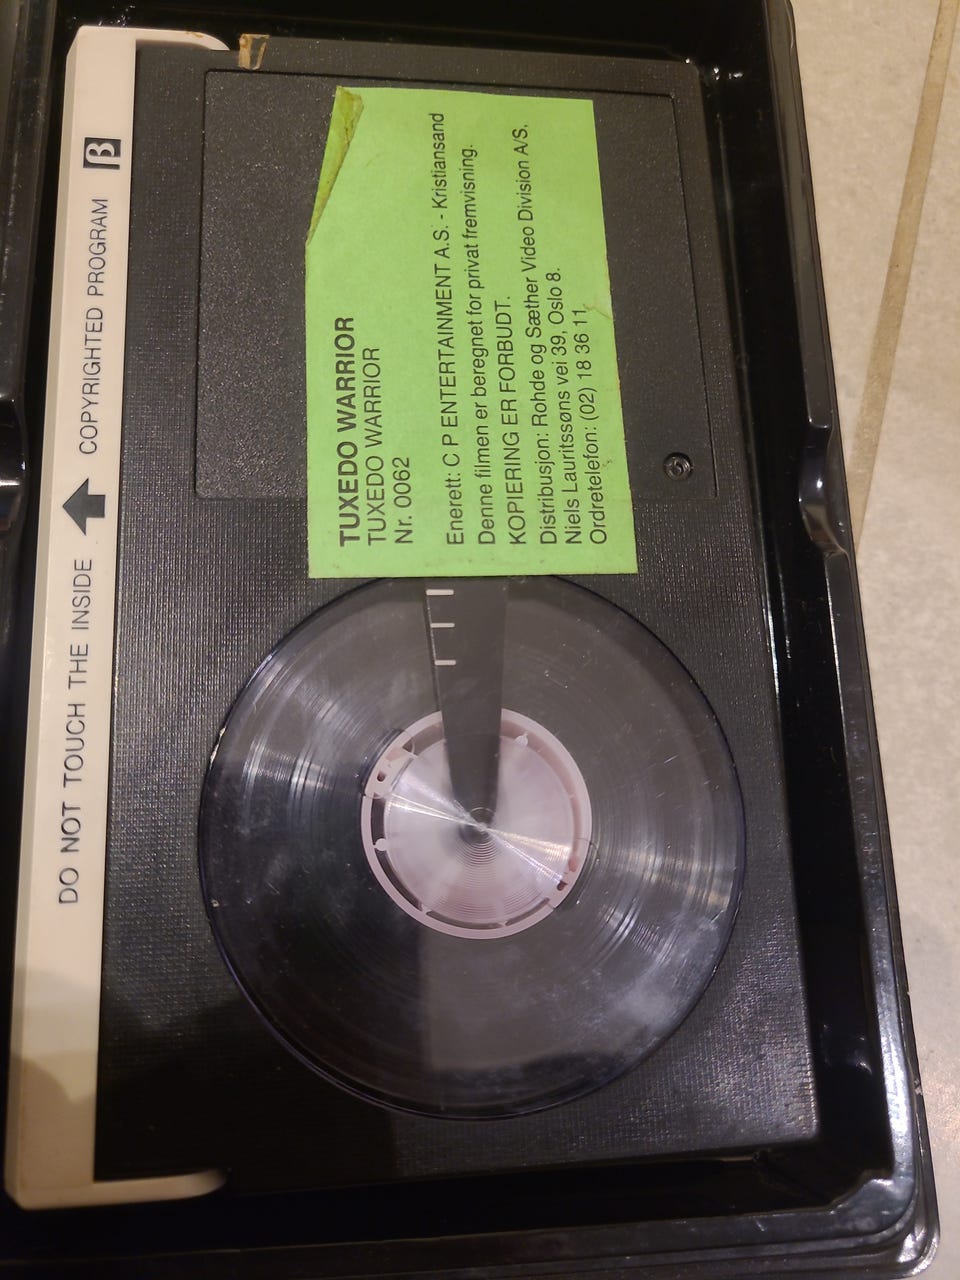 DO NOT TOUCH THE INSIDE COPYRIGHTED PROGRAM β
TUXEDO WARRIOR
TUXEDO WARRIOR
Nr. 0062
Enerett: C P ENTERTAINMENT A.S. - Kristiansand
Denne filmen er beregnet for privat fremvisning.
KOPIERING ER FORBUDT.
Distribusjon: Rohde og Sæther Video Division A/S,
Niels Lauritssøns vei 39, Oslo 8.
Ordretelefon: (02) 18 36 11